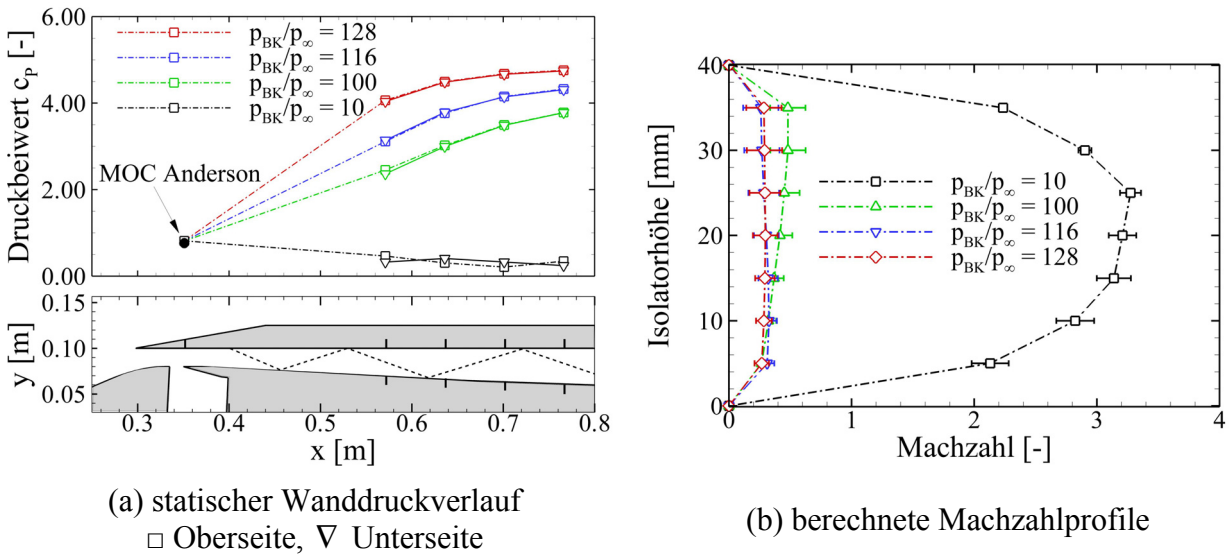 Druckbeiwert c_P [-]
6.00
4.00
2.00
0.00
p_BK/p_∞ = 128
p_BK/p_∞ = 116
p_BK/p_∞ = 100
p_BK/p_∞ = 10
MOC Anderson
y [m]
0.15
0.10
0.05
0.3 0.4 0.5 0.6 0.7 0.8
x [m]
(a) statischer Wanddruckverlauf
□ Oberseite, ∇ Unterseite
Isolatorhöhe [mm]
40
30
20
10
0
p_BK/p_∞ = 10
p_BK/p_∞ = 100
p_BK/p_∞ = 116
p_BK/p_∞ = 128
0 1 2 3 4
Machzahl [-]
(b) berechnete Machzahlprofile